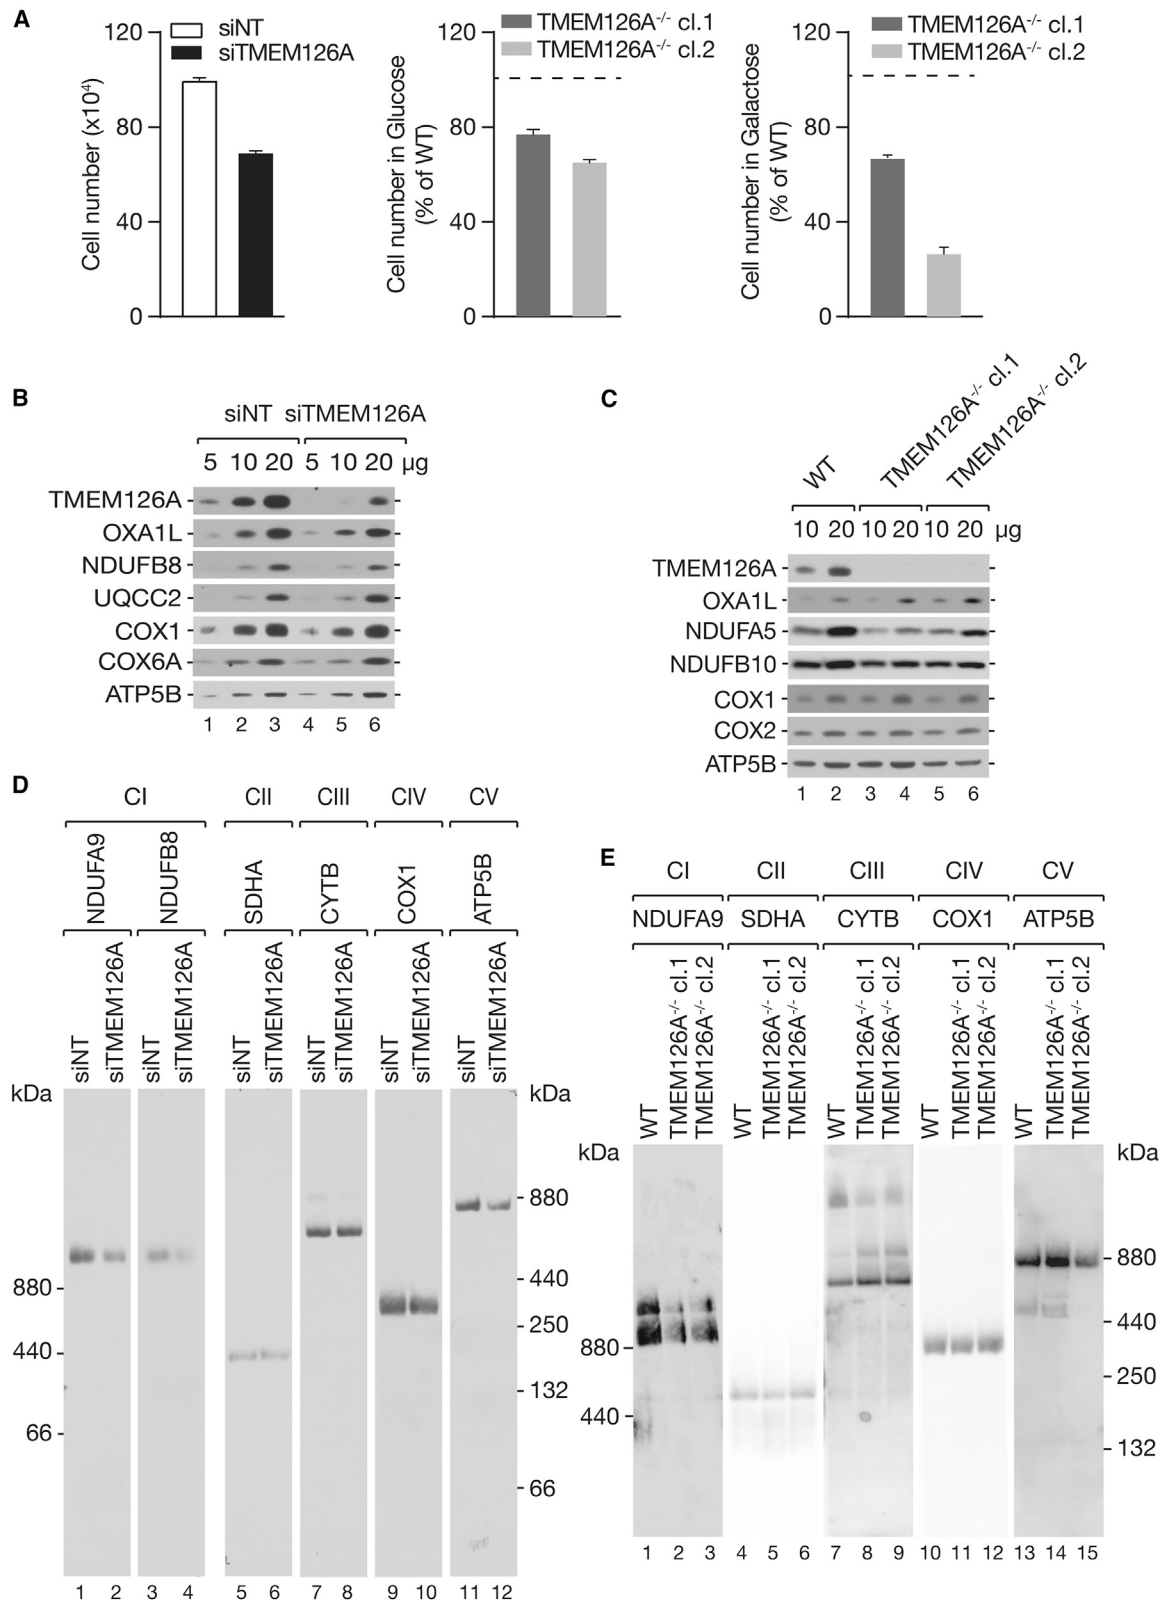 A
120
80
40
0
Cell number (x10⁴)
siNT
siTMEM126A
120
80
40
0
Cell number in Glucose
(% of WT)
TMEM126A⁻/⁻ cl.1
TMEM126A⁻/⁻ cl.2
120
80
40
0
Cell number in Galactose
(% of WT)
TMEM126A⁻/⁻ cl.1
TMEM126A⁻/⁻ cl.2
B
siNT siTMEM126A
5 10 20 5 10 20 µg
TMEM126A
OXA1L
NDUFB8
UQCC2
COX1
COX6A
ATP5B
1 2 3 4 5 6
C
WT
TMEM126A⁻/⁻ cl.1
TMEM126A⁻/⁻ cl.2
10 20 10 20 10 20 µg
TMEM126A
OXA1L
NDUFA5
NDUFB10
COX1
COX2
ATP5B
1 2 3 4 5 6
D
CI CII CIII CIV CV
NDUFA9 NDUFB8 SDHA CYTB COX1 ATP5B
siNT siTMEM126A siNT siTMEM126A siNT siTMEM126A siNT siTMEM126A siNT siTMEM126A siNT siTMEM126A
kDa
880
440
66
kDa
880
440
250
132
66
1 2 3 4 5 6 7 8 9 10 11 12
E
CI CII CIII CIV CV
NDUFA9 SDHA CYTB COX1 ATP5B
WT TMEM126A⁻/⁻ cl.1 TMEM126A⁻/⁻ cl.2 WT TMEM126A⁻/⁻ cl.1 TMEM126A⁻/⁻ cl.2 WT TMEM126A⁻/⁻ cl.1 TMEM126A⁻/⁻ cl.2 WT TMEM126A⁻/⁻ cl.1 TMEM126A⁻/⁻ cl.2 WT TMEM126A⁻/⁻ cl.1 TMEM126A⁻/⁻ cl.2
kDa
880
440
kDa
880
440
250
132
1 2 3 4 5 6 7 8 9 10 11 12 13 14 15